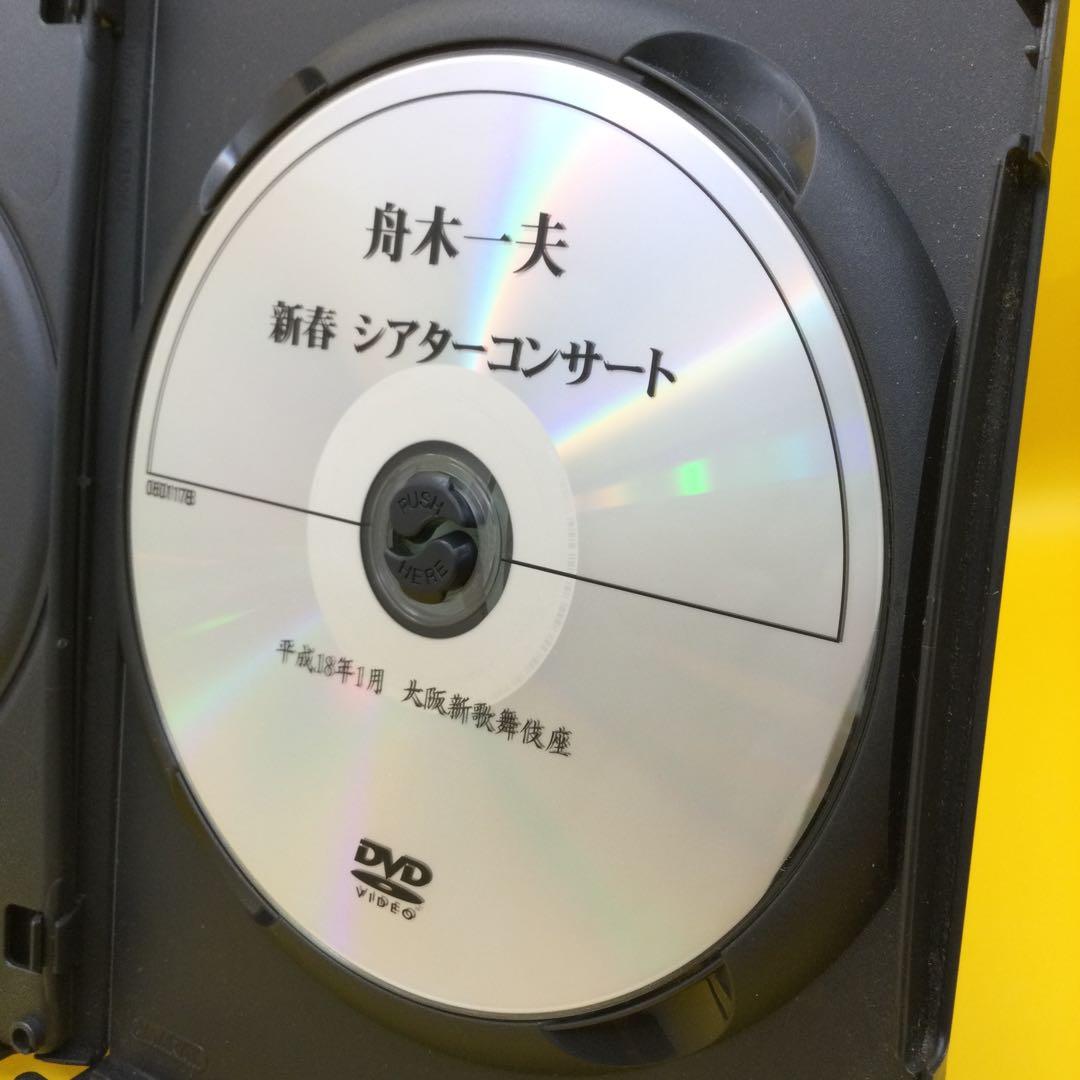 舟木一夫
新春 シアターコンサート
PUSH
HERE
平成18年1月 大阪新歌舞伎座
DVD
VIDEO